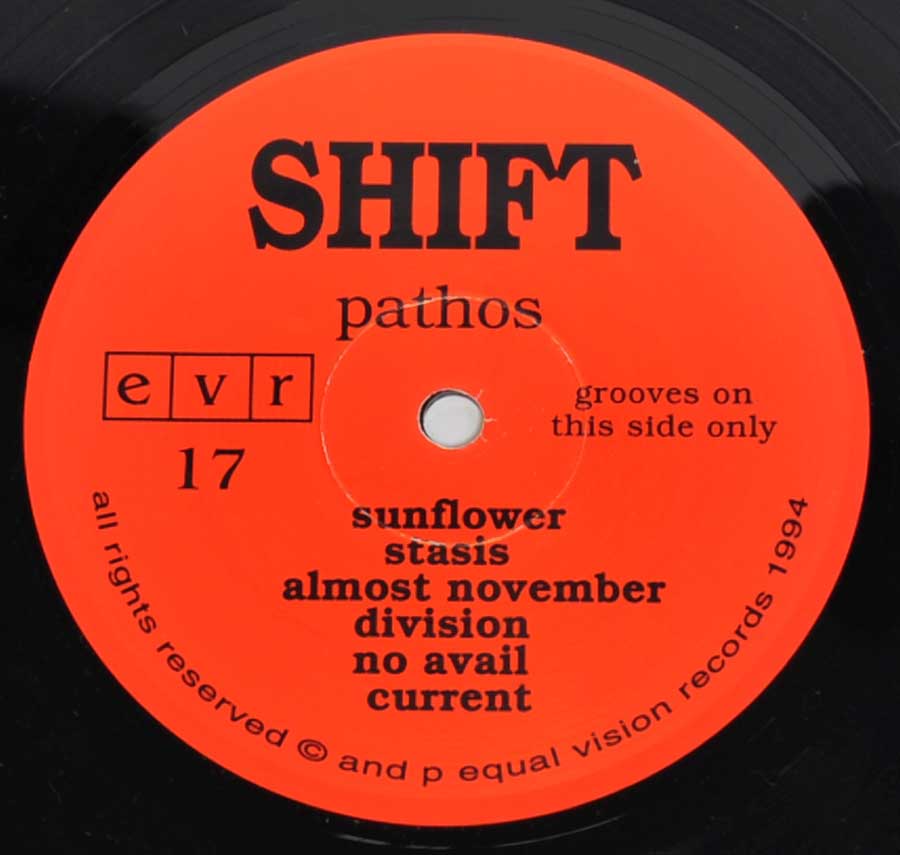 SHIFT
pathos
e v r
17
grooves on
this side only
sunflower
stasis
almost november
division
no avail
current
all rights reserved © and p equal vision records 1994